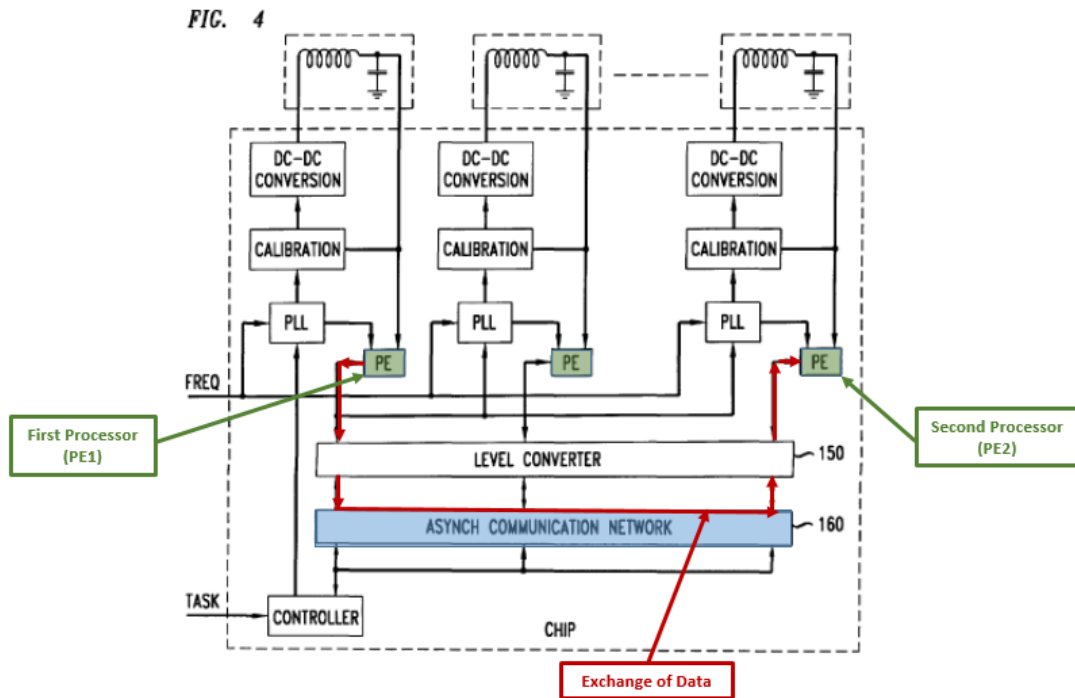 FIG. 4
DC-DC
CONVERSION
DC-DC
CONVERSION
DC-DC
CONVERSION
CALIBRATION
CALIBRATION
CALIBRATION
PLL
PLL
PLL
PE
PE
PE
FREQ
First Processor
(PE1)
Second Processor
(PE2)
LEVEL CONVERTER
150
ASYNCH COMMUNICATION NETWORK
160
TASK
CONTROLLER
CHIP
Exchange of Data